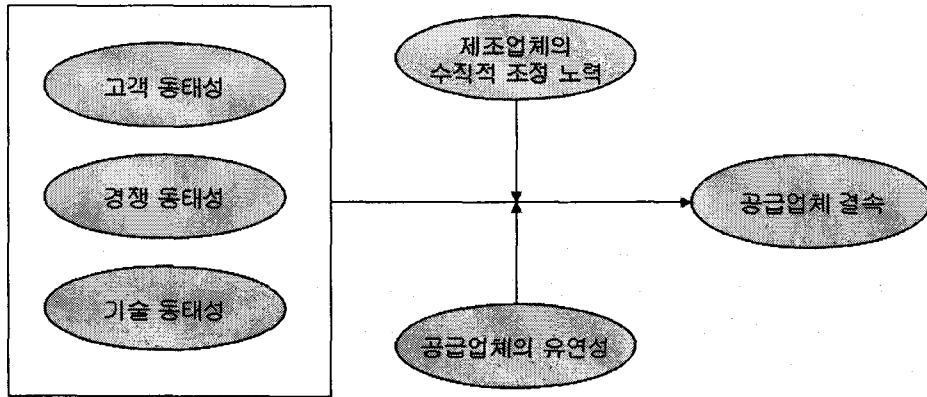 고객 동태성
경쟁 동태성
기술 동태성
제조업체의
수직적 조정 노력
공급업체의 유연성
공급업체 결속